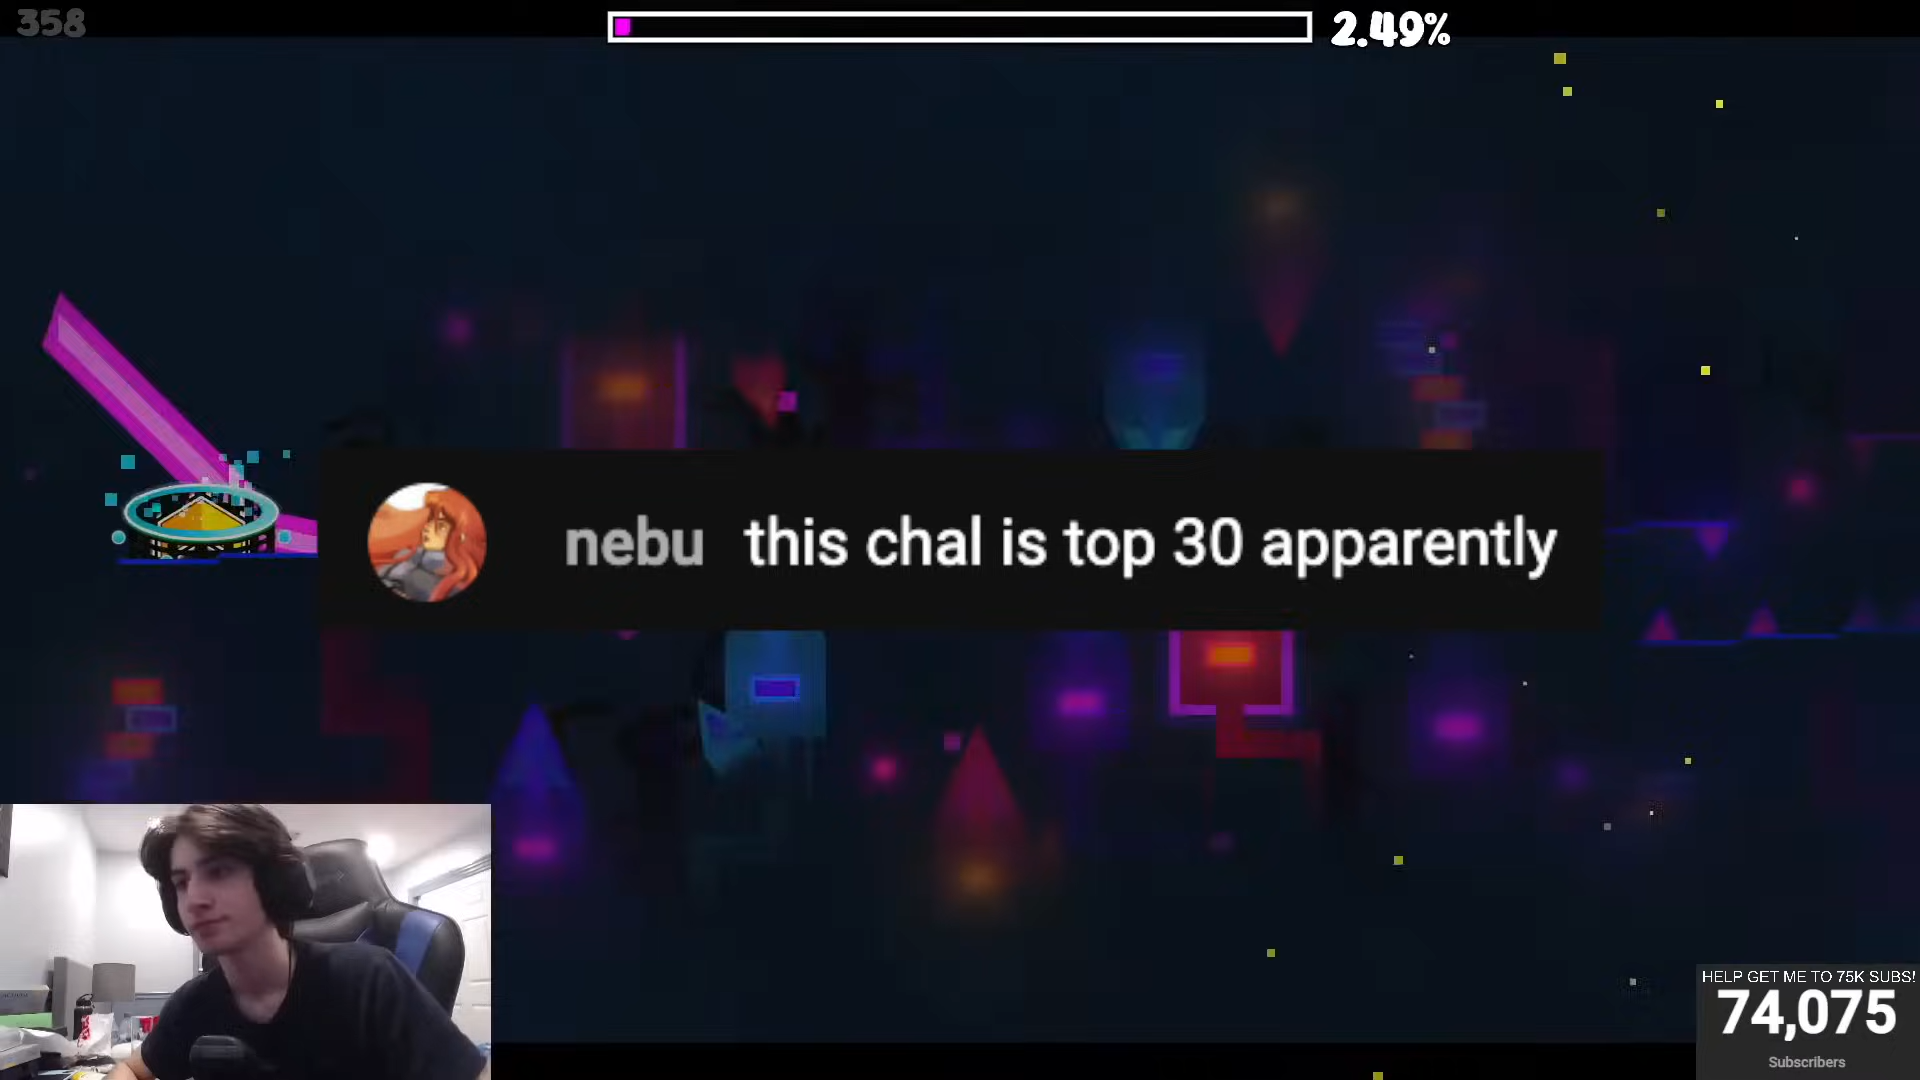 358
2.49%
nebu this chal is top 30 apparently
HELP GET ME TO 75K SUBS!
74,075
Subscribers